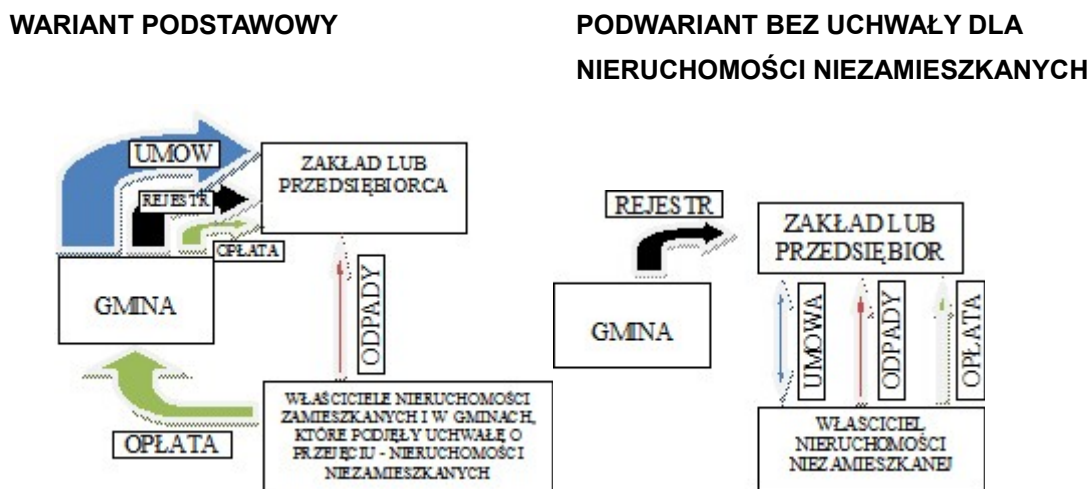 WARIANT PODSTAWOWY
PODWARIANT BEZ UCHWAŁY DLA
NIERUCHOMOŚCI NIEZAMIESZKANYCH
UMOW
REJESTR
OPŁATA
ZAKŁAD LUB
PRZEDSIĘBIORCA
GMINA
ODPADY
OPŁATA
WŁAŚCICIELE NIERUCHOMOŚCI
ZAMIESZKANYCH I W GMINACH,
KTÓRE PODJĘŁY UCHWAŁĘ O
PRZEJĘCIU - NIERUCHOMOŚCI
NIEZAMIESZKANYCH
REJESTR
ZAKŁAD LUB
PRZEDSIĘBIOR
GMINA
UMOWA
ODPADY
OPŁATA
WŁASCICIEL
NIERUCHOMOŚCI
NIEZAMIESZKANEJ